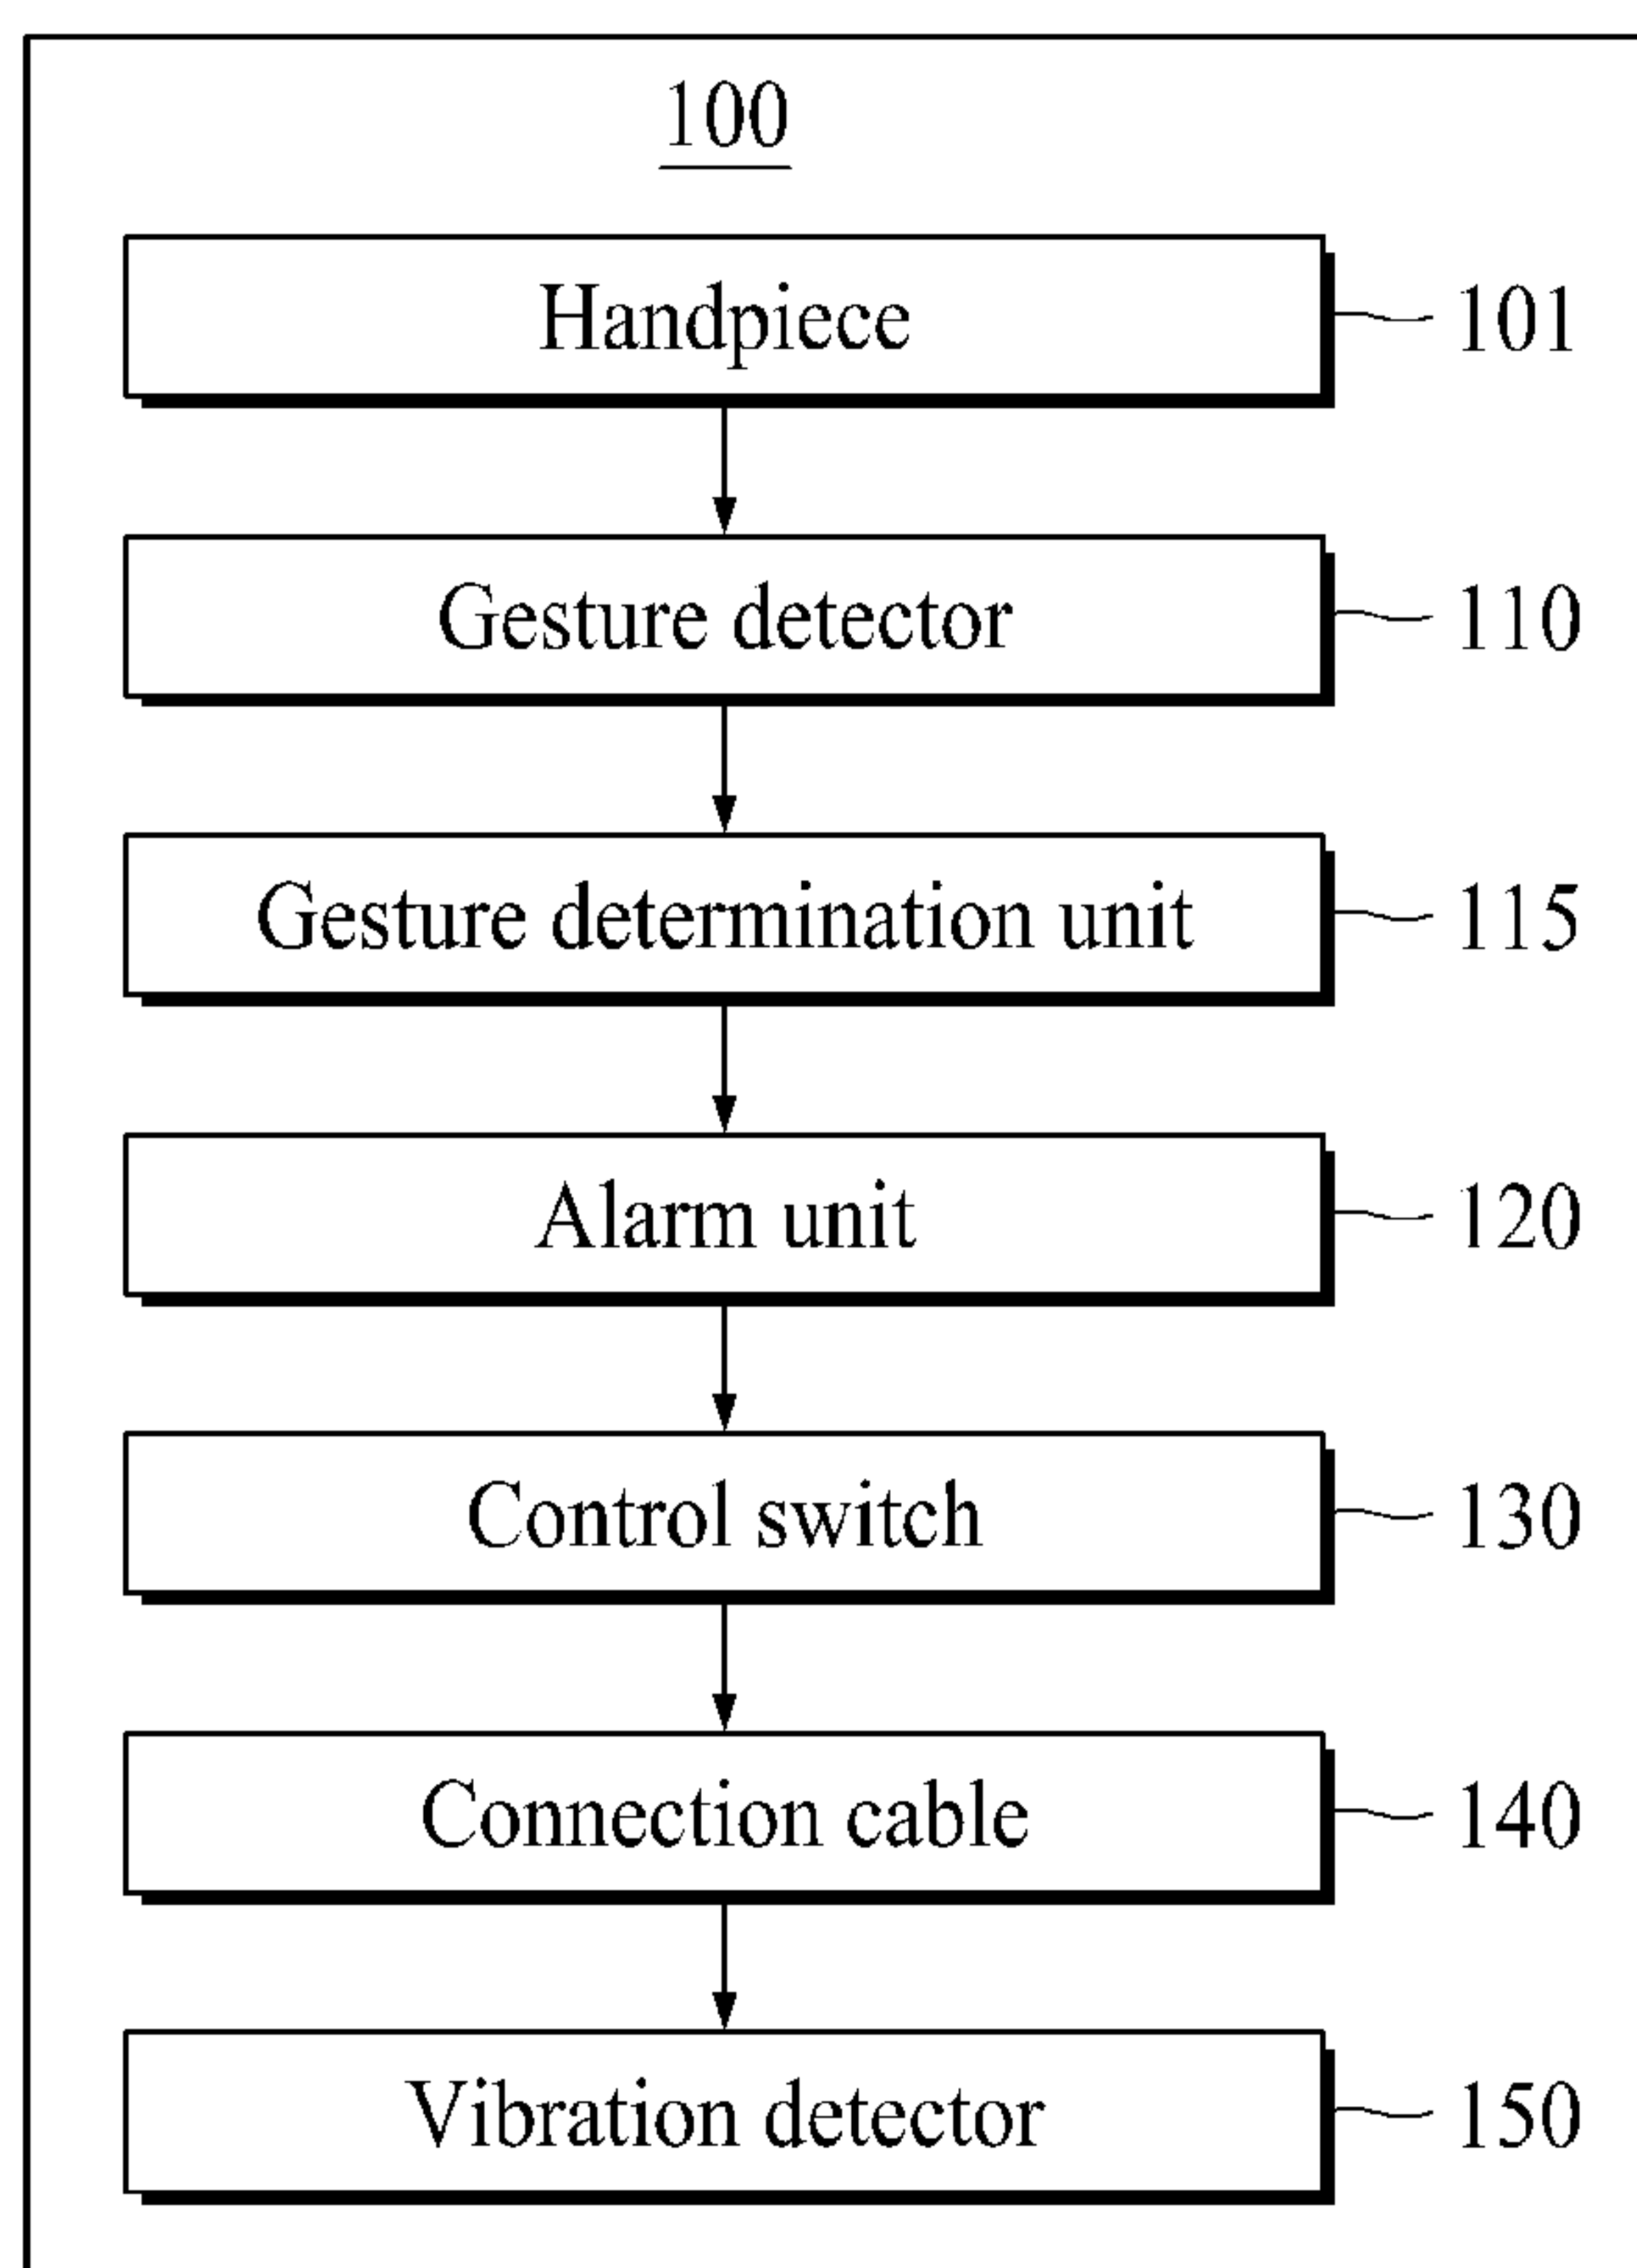 100
Handpiece 101
Gesture detector 110
Gesture determination unit 115
Alarm unit 120
Control switch 130
Connection cable 140
Vibration detector 150